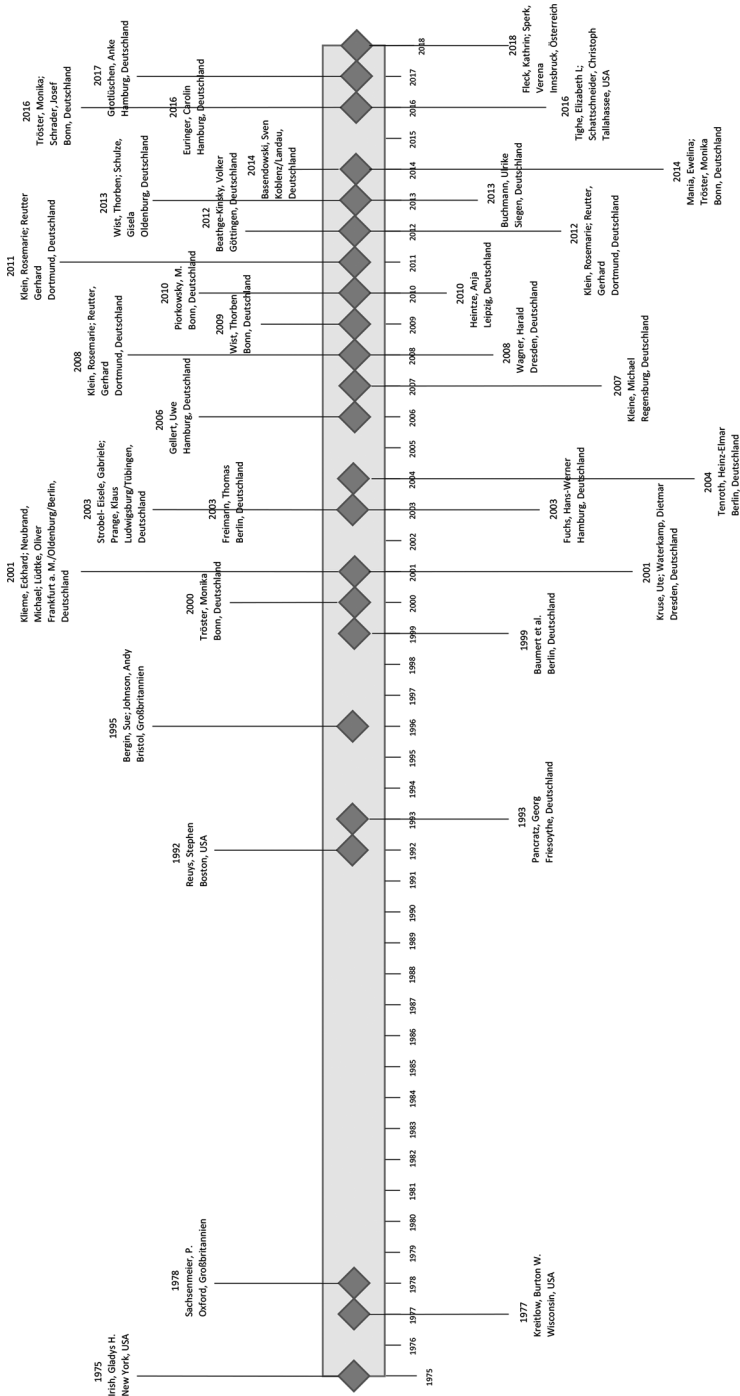 1975
Irish, Gladys H.
New York, USA
1978
Sachsenmeier, P.
Oxford, Großbritannien
1992
Reuys, Stephen
Boston, USA
1995
Bergin, Sue; Johnson, Andy
Bristol, Großbritannien
2000
Tröster, Monika
Bonn, Deutschland
2001
Klieme, Eckhard; Neubrand,
Michael; Lüdtke, Oliver
Frankfurt a. M./Oldenburg/Berlin,
Deutschland
2003
Strobel- Eisele, Gabriele;
Prange, Klaus
Ludwigsburg/Tübingen,
Deutschland
2003
Freimann, Thomas
Berlin, Deutschland
2006
Gellert, Uwe
Hamburg, Deutschland
2008
Klein, Rosemarie; Reutter,
Gerhard
Dortmund, Deutschland
2009
Wist, Thorben
Bonn, Deutschland
2010
Piorkowsky, M.
Bonn, Deutschland
2011
Klein, Rosemarie; Reutter
Gerhard
Dortmund, Deutschland
2012
Beathge-Kinsky, Volker
Göttingen, Deutschland
2013
Wist, Thorben; Schulze,
Gisela
Oldenburg, Deutschland
2014
Basendowski, Sven
Koblenz/Landau,
Deutschland
2016
Tröster, Monika;
Schrader, Josef
Bonn, Deutschland
2016
Euringer, Carolin
Hamburg, Deutschland
2017
Grotlüschen, Anke
Hamburg, Deutschland
1975
1976
1977
1978
1979
1980
1981
1982
1983
1984
1985
1986
1987
1988
1989
1990
1991
1992
1993
1994
1995
1996
1997
1998
1999
2000
2001
2002
2003
2004
2005
2006
2007
2008
2009
2010
2011
2012
2013
2014
2015
2016
2017
2018
1977
Kreitlow, Burton W.
Wisconsin, USA
1993
Pancratz, Georg
Friesoythe, Deutschland
1999
Baumert et al.
Berlin, Deutschland
2001
Kruse, Ute; Waterkamp, Dietmar
Dresden, Deutschland
2003
Fuchs, Hans-Werner
Hamburg, Deutschland
2004
Tenroth, Heinz-Elmar
Berlin, Deutschland
2007
Kleine, Michael
Regensburg, Deutschland
2008
Wagner, Harald
Dresden, Deutschland
2010
Heintze, Anja
Leipzig, Deutschland
2012
Klein, Rosemarie; Reutter,
Gerhard
Dortmund, Deutschland
2013
Buchmann, Ulrike
Siegen, Deutschland
2014
Mania, Ewelina;
Tröster, Monika
Bonn, Deutschland
2016
Tighe, Elizabeth L;
Schattschneider, Christoph
Tallahassee, USA
2018
Fleck, Kathrin; Sperk,
Verena
Innsbruck, Österreich